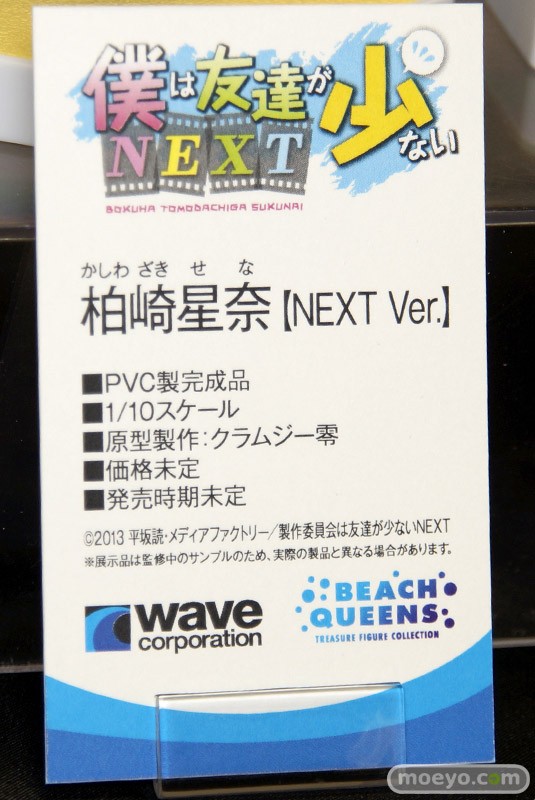 僕は友達が少ない
NEXT
BOKUHA TOMODACHIGA SUKUNAI
かしわ ざき せ な
柏崎星奈【NEXT Ver.】
■PVC製完成品
■1/10スケール
■原型製作：クラムジー零
■価格未定
■発売時期未定
©2013 平坂読・メディアファクトリー/製作委員会は友達が少ないNEXT
※展示品は監修中のサンプルのため、実際の製品と異なる場合があります。
wave
corporation
BEACH
QUEENS
TREASURE FIGURE COLLECTION
moeyo.com